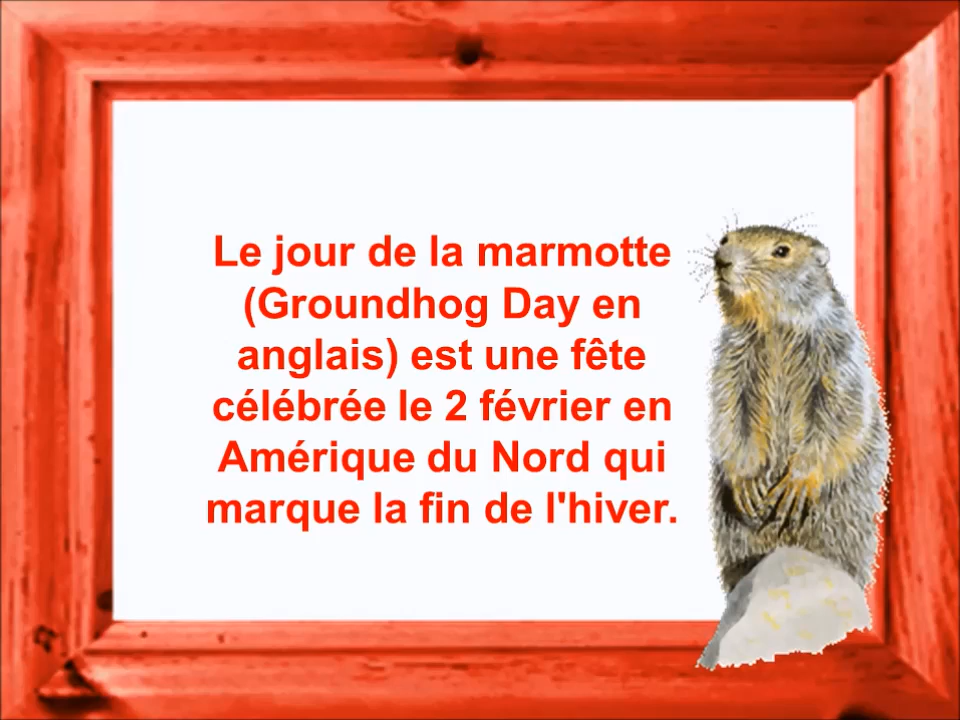 Le jour de la marmotte
(Groundhog Day en
anglais) est une fête
célébrée le 2 février en
Amérique du Nord qui
marque la fin de l'hiver.